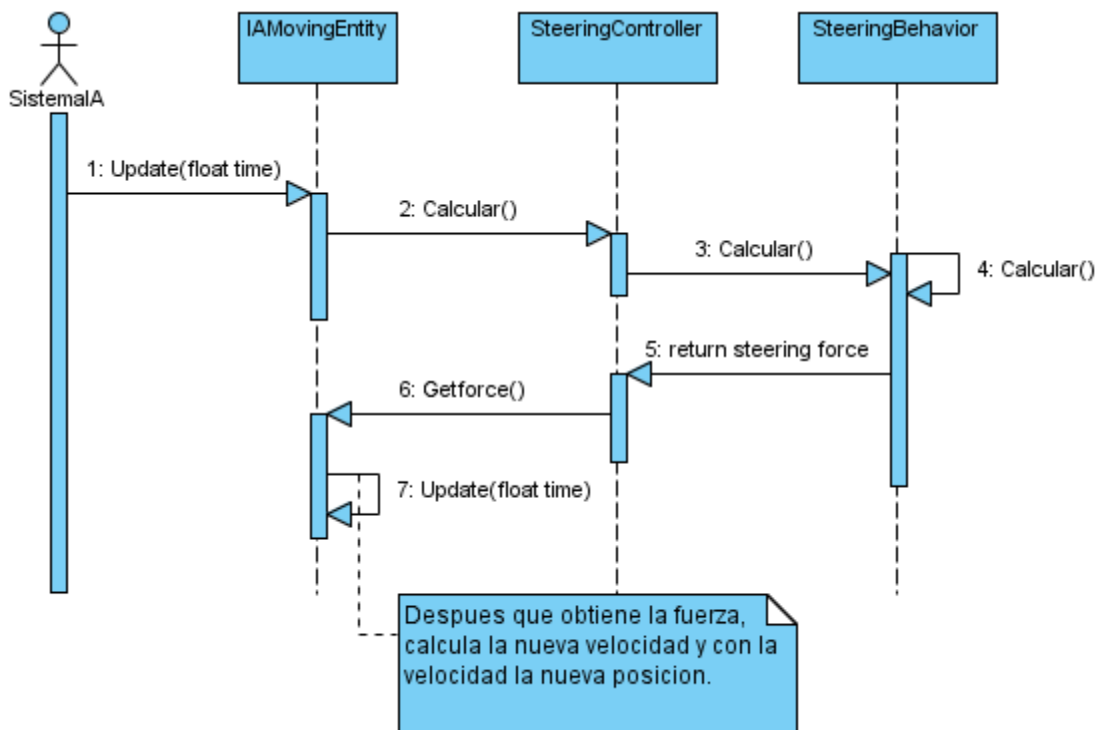 IAMovingEntity
SteeringController
SteeringBehavior
SistemaIA
1: Update(float time)
2: Calcular()
3: Calcular()
4: Calcular()
5: return steering force
6: Getforce()
7: Update(float time)
Despues que obtiene la fuerza,
calcula la nueva velocidad y con la
velocidad la nueva posicion.